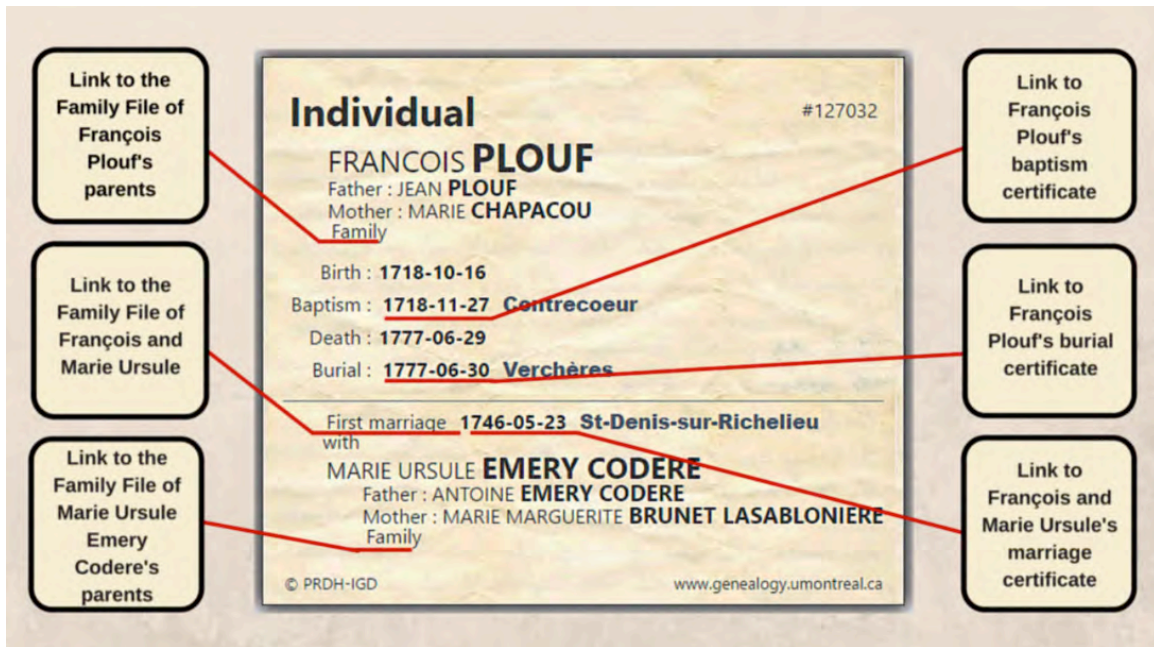 Link to the
Family File of
François
Plouf's
parents
Link to the
Family File of
François and
Marie Ursule
Link to the
Family File of
Marie Ursule
Emery
Codere's
parents
Individual
#127032
FRANCOIS PLOUF
Father : JEAN PLOUF
Mother : MARIE CHAPACOU
Family
Birth : 1718-10-16
Baptism : 1718-11-27 Contrecoeur
Death : 1777-06-29
Burial : 1777-06-30 Verchères
First marriage 1746-05-23 St-Denis-sur-Richelieu
with
MARIE URSULE EMERY CODERE
Father : ANTOINE EMERY CODERE
Mother : MARIE MARGUERITE BRUNET LASABLONIERE
Family
© PRDH-IGD
www.genealogy.umontreal.ca
Link to
François
Plouf's
baptism
certificate
Link to
François
Plouf's burial
certificate
Link to
François and
Marie Ursule's
marriage
certificate